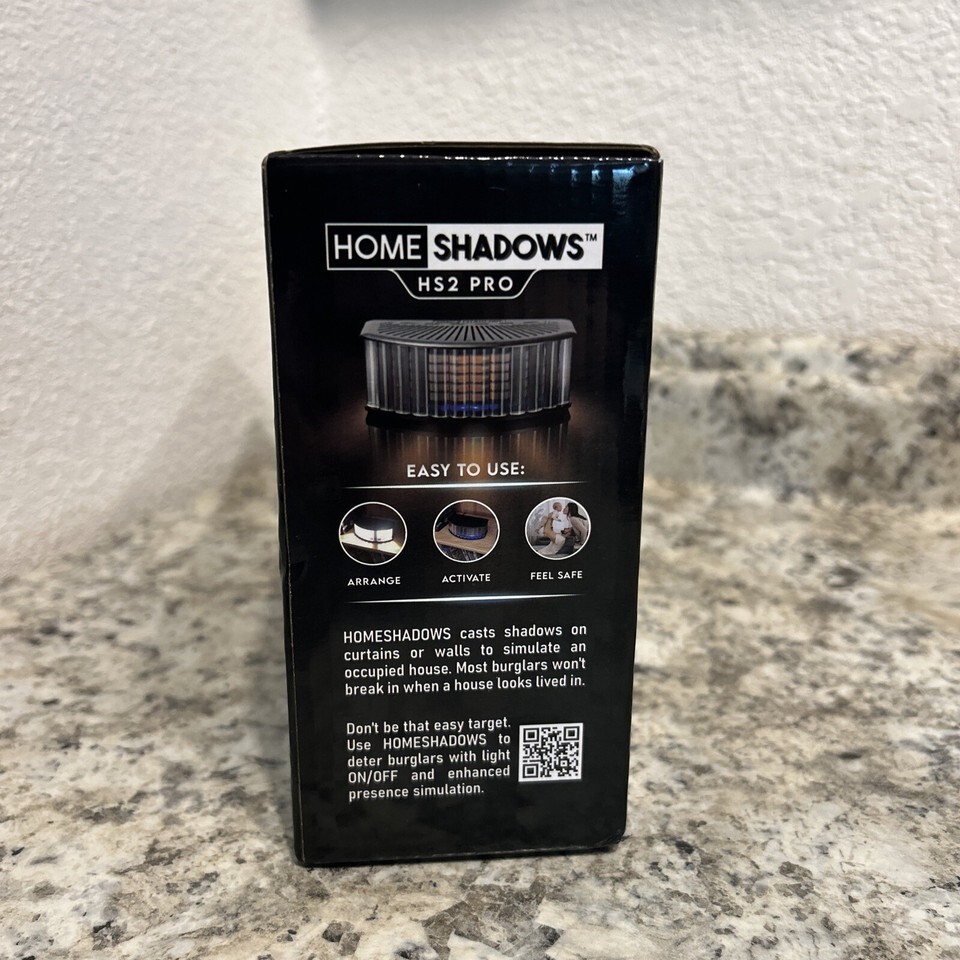 HOME SHADOWS™
HS2 PRO
EASY TO USE:
ARRANGE ACTIVATE FEEL SAFE
HOMESHADOWS casts shadows on
curtains or walls to simulate an
occupied house. Most burglars won't
break in when a house looks lived in.
Don't be that easy target.
Use HOMESHADOWS to
deter burglars with light
ON/OFF and enhanced
presence simulation.